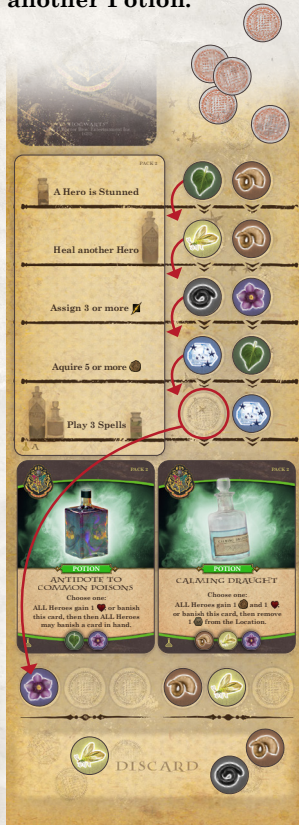 another Potion.
PACK 2
A Hero is Stunned
Heal another Hero
Assign 3 or more
Aquire 5 or more
Play 3 Spells
A
PACK 2
POTION
ANTIDOTE TO
COMMON POISONS
Choose one:
ALL Heroes gain 1 or banish
this card, then then ALL Heroes
may banish a card in hand.
PACK 2
POTION
CALMING DRAUGHT
Choose one:
ALL Heroes gain 1 and 1
or banish this card, then remove
1 from the Location.
DISCARD